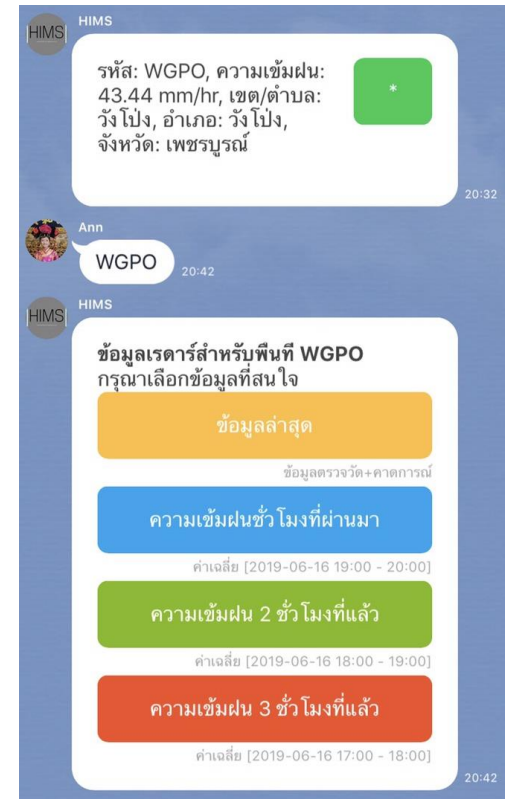 HIMS
HIMS
รหัส: WGPO, ความเข้มฝน:
43.44 mm/hr, เขต/ตำบล:
วังโป่ง, อำเภอ: วังโป่ง,
จังหวัด: เพชรบูรณ์
*
20:32
Ann
WGPO
20:42
HIMS
HIMS
ข้อมูลเรดาร์สำหรับพื้นที่ WGPO
กรุณาเลือกข้อมูลที่สนใจ
ข้อมูลล่าสุด
ข้อมูลตรวจวัด+คาดการณ์
ความเข้มฝนชั่วโมงที่ผ่านมา
ค่าเฉลี่ย [2019-06-16 19:00 - 20:00]
ความเข้มฝน 2 ชั่วโมงที่แล้ว
ค่าเฉลี่ย [2019-06-16 18:00 - 19:00]
ความเข้มฝน 3 ชั่วโมงที่แล้ว
ค่าเฉลี่ย [2019-06-16 17:00 - 18:00]
20:42